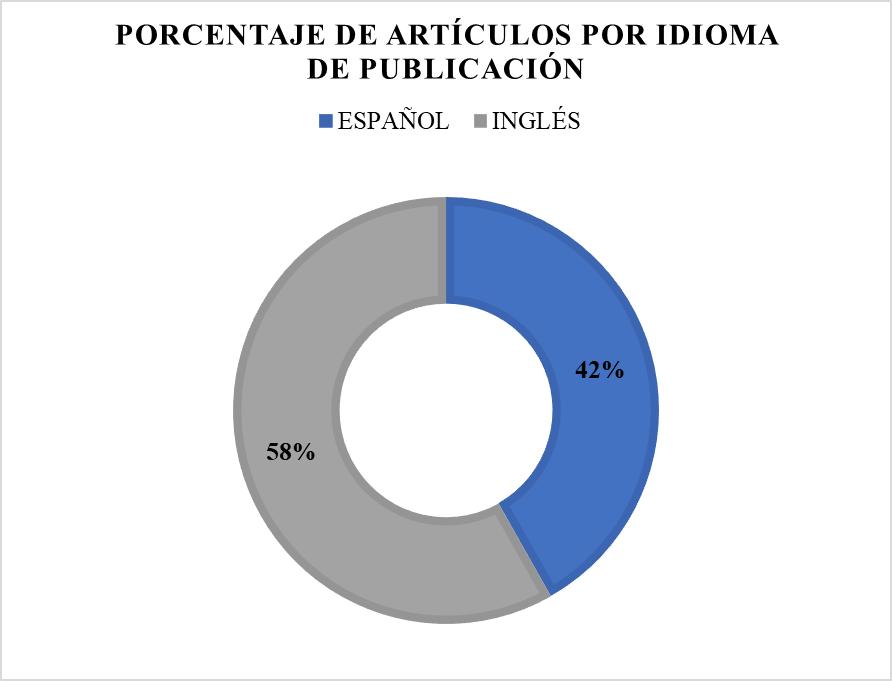 PORCENTAJE DE ARTÍCULOS POR IDIOMA
DE PUBLICACIÓN
ESPAÑOL INGLÉS
42%
58%